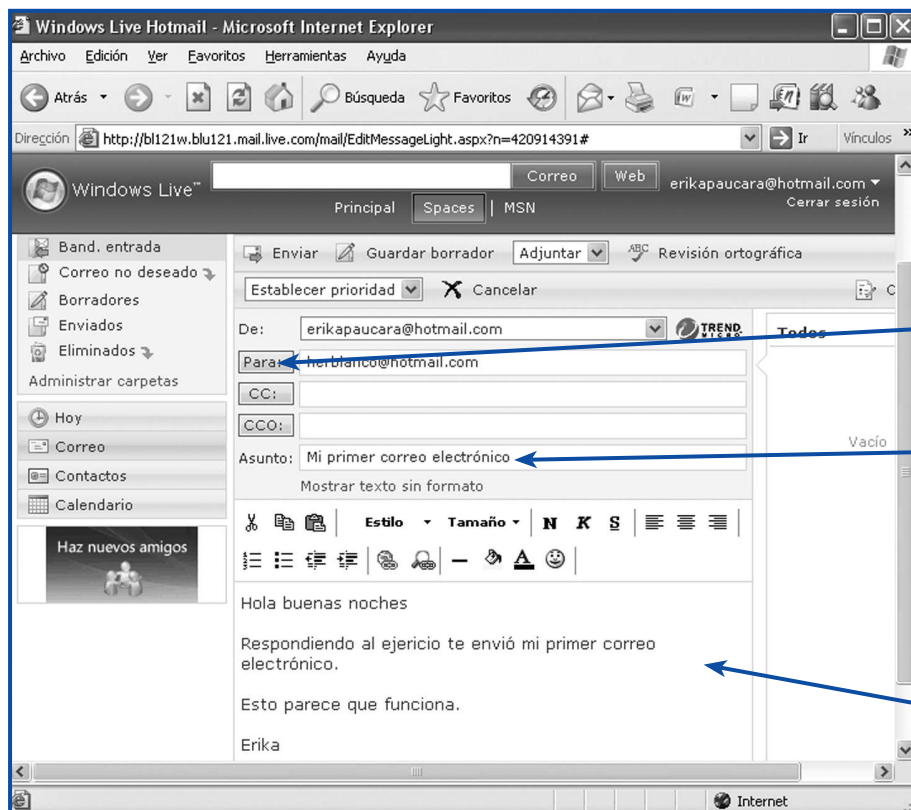 Windows Live Hotmail - Microsoft Internet Explorer
Archivo Edición Ver Favoritos Herramientas Ayuda
Atrás Búsqueda Favoritos
Dirección http://bl121w.blu121.mail.live.com/mail/EditMessageLight.aspx?n=420914391# Ir Vínculos »
Windows Live™ Correo Web erikapaucara@hotmail.com
Principal Spaces | MSN Cerrar sesión
Band. entrada
Correo no deseado
Borradores
Enviados
Eliminados
Administrar carpetas
Hoy
Correo
Contactos
Calendario
Haz nuevos amigos
Enviar Guardar borrador Adjuntar ABC Revisión ortográfica
Establecer prioridad Cancelar C
De: erikapaucara@hotmail.com TREND MICRO Todos
Para: herblanco@hotmail.com
CC:
CCO:
Vacío
Asunto: Mi primer correo electrónico
Mostrar texto sin formato
Estilo Tamaño N K S
A
Hola buenas noches
Respondiendo al ejericio te envió mi primer correo
electrónico.
Esto parece que funciona.
Erika
Internet